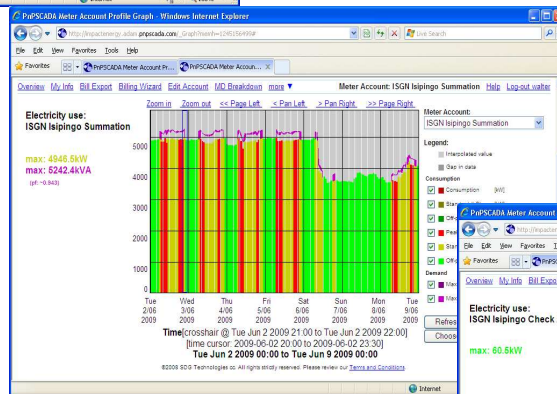 Internet
PnPSCADA Meter Account Profile Graph - Windows Internet Explorer
http://impactenergy.edsm.pnpscada.com/_Graph?month=1245156499#
Live Search
File Edit View Favorites Tools Help
Favorites PnPSCADA Meter Account Pr... PnPSCADA Meter Accoun... X
Overview My Info Bill Export Billing Wizard Edit Account MD Breakdown more ▼ Meter Account: ISGN Isipingo Summation Help Log-out walter
Zoom in Zoom out << Page Left < Pan Left > Pan Right >> Page Right
Electricity use:
ISGN Isipingo Summation
max: 4946.5kW
max: 5242.4kVA
(pf: ~0.943)
5000
4000
3000
2000
1000
0
Tue Wed Thu Fri Sat Sun Mon Tue
2/06 3/06 4/06 5/06 6/06 7/06 8/06 9/06
2009 2009 2009 2009 2009 2009 2009 2009
Time[crosshair @ Tue Jun 2 2009 21:00 to Tue Jun 2 2009 22:00]
[time cursor: 2009-06-02 20:00 to 2009-06-02 23:30]
Tue Jun 2 2009 00:00 to Tue Jun 9 2009 00:00
©2008 SDG Technologies cc. All rights strictly reserved. Please review our Terms and Conditions.
Meter Account:
ISGN Isipingo Summation
Legend:
Interpolated value
Gap in data
Consumption
Consumption [kW]
Demand
Internet
PnPSCADA Meter Account
File Edit View Favorites
Favorites
Overview My Info Bill Expo
Electricity use:
ISGN Isipingo Check
max: 60.5kW